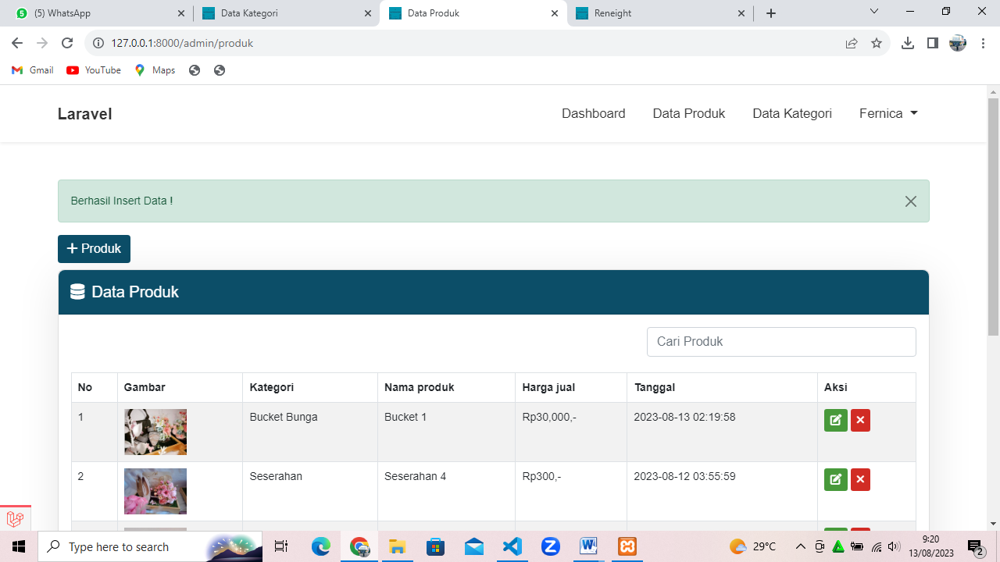 (5) WhatsApp
Data Kategori
Data Produk
Reneight
127.0.0.1:8000/admin/produk
Gmail
YouTube
Maps
Laravel
Dashboard
Data Produk
Data Kategori
Fernica
Berhasil Insert Data !
+ Produk
Data Produk
Cari Produk
No Gambar Kategori Nama produk Harga jual Tanggal Aksi
1 Bucket Bunga Bucket 1 Rp30,000,- 2023-08-13 02:19:58
2 Seserahan Seserahan 4 Rp300,- 2023-08-12 03:55:59
Type here to search
29°C
9:20
13/08/2023
2